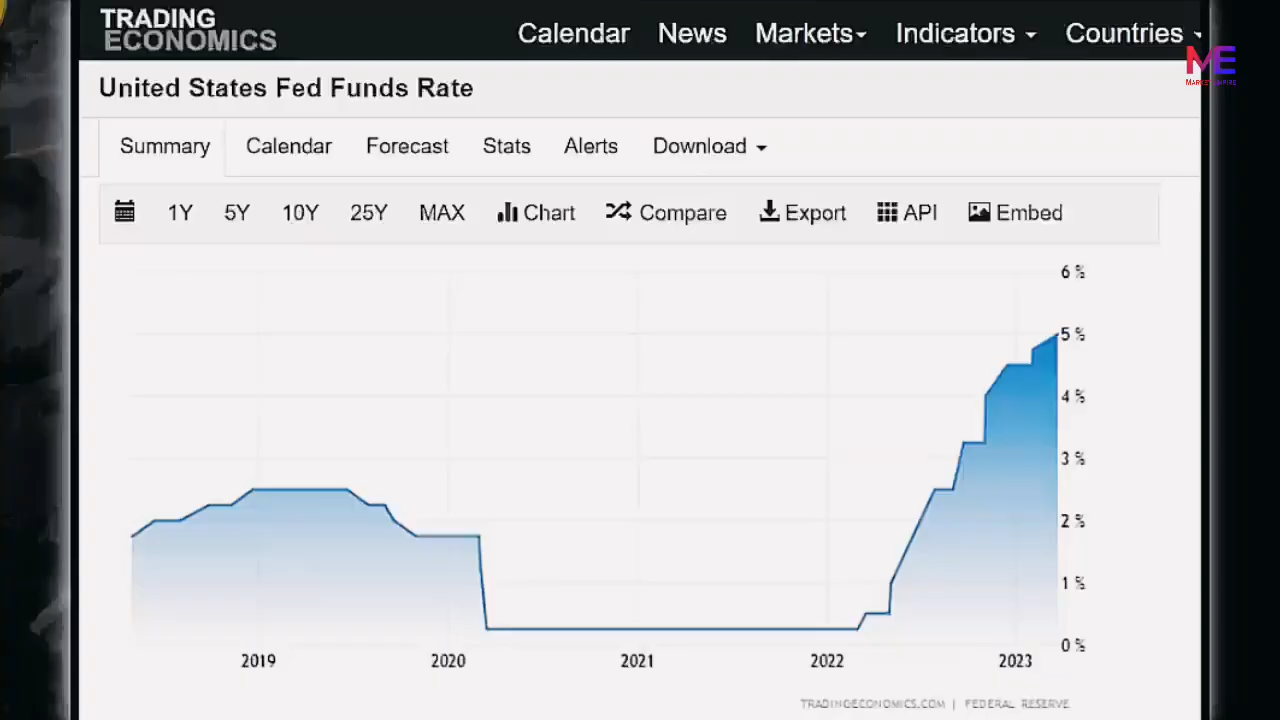 TRADING
ECONOMICS
Calendar News Markets Indicators Countries
ME
MARKET EMPIRE
United States Fed Funds Rate
Summary Calendar Forecast Stats Alerts Download
1Y 5Y 10Y 25Y MAX Chart Compare Export API Embed
6 %
5 %
4 %
3 %
2 %
1 %
0 %
2019 2020 2021 2022 2023
TRADINGECONOMICS.COM | FEDERAL RESERVE